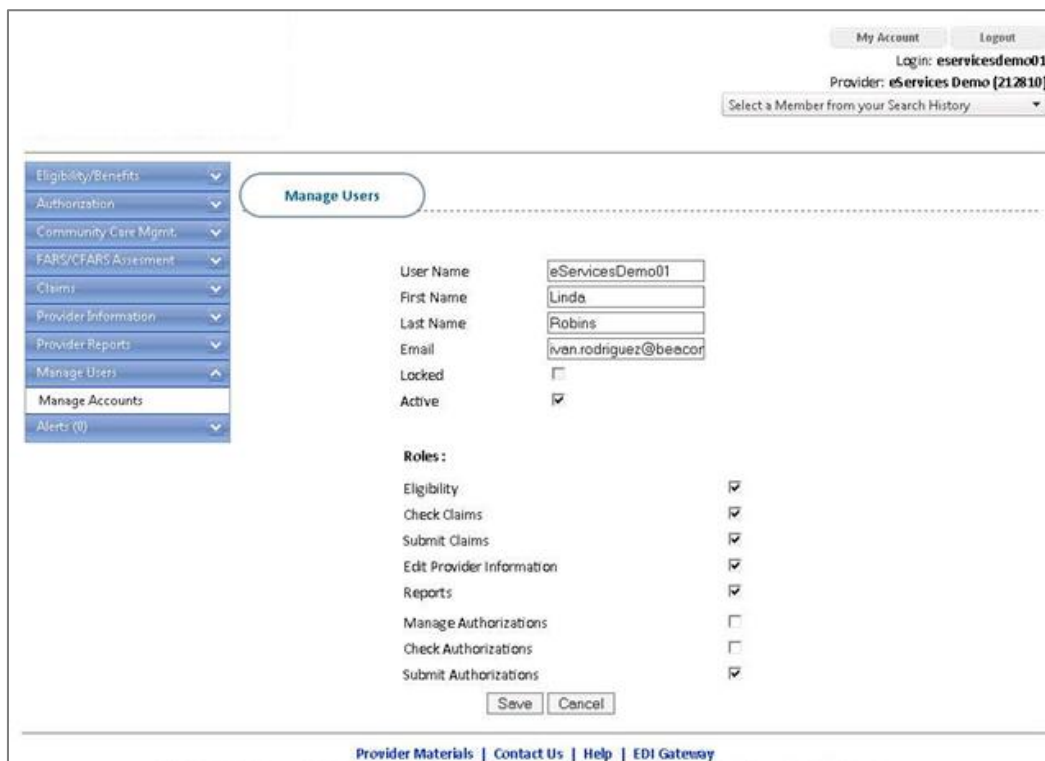 My Account Logout
Login: eservicesdemo01
Provider: eServices Demo (212810)
Select a Member from your Search History
Eligibility/Benefits
Authorization
Community Care Mgmt.
FARS/CFARS Assesment
Claims
Provider Information
Provider Reports
Manage Users
Manage Accounts
Alerts (0)
Manage Users
User Name eServicesDemo01
First Name Linda
Last Name Robins
Email ivan.rodriguez@beacon
Locked
Active
Roles :
Eligibility
Check Claims
Submit Claims
Edit Provider Information
Reports
Manage Authorizations
Check Authorizations
Submit Authorizations
Save Cancel
Provider Materials | Contact Us | Help | EDI Gateway